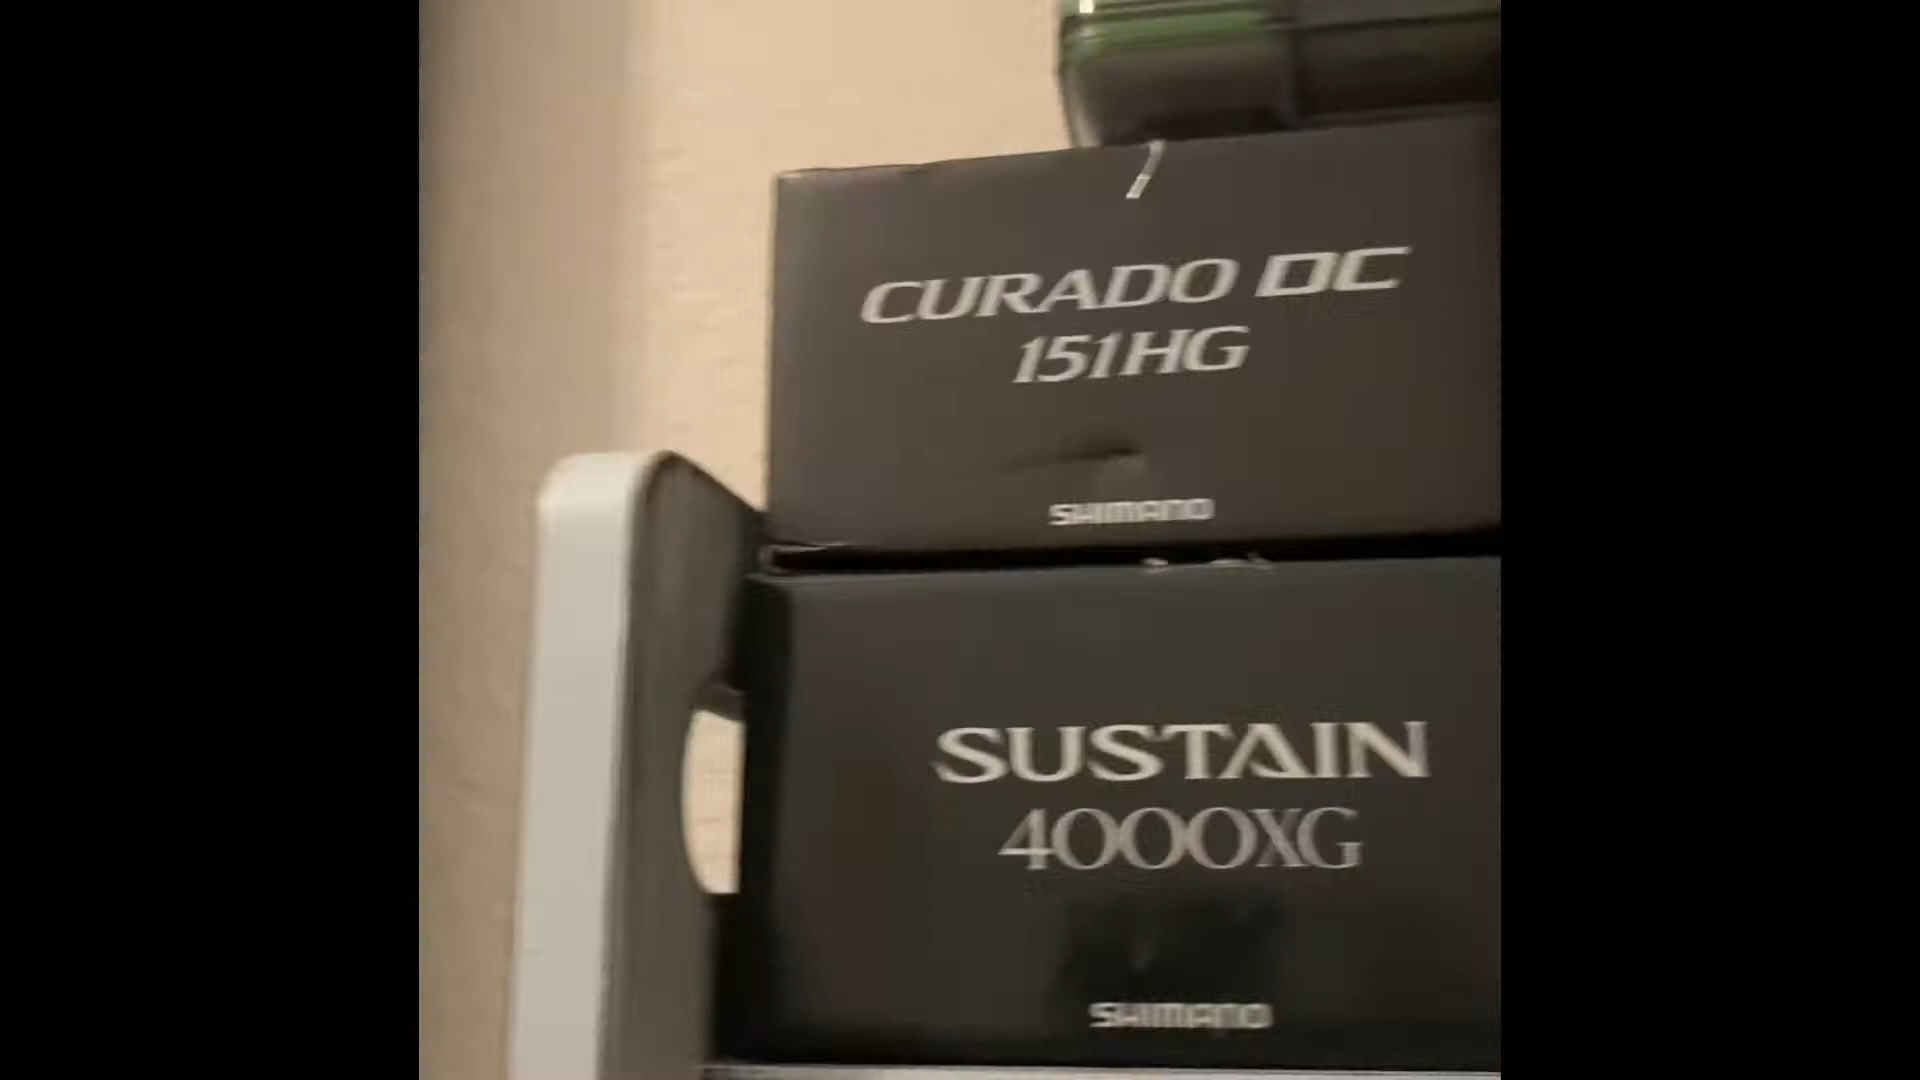 CURADO DC
151HG
SHIMANO
SUSTAIN
4000XG
SHIMANO